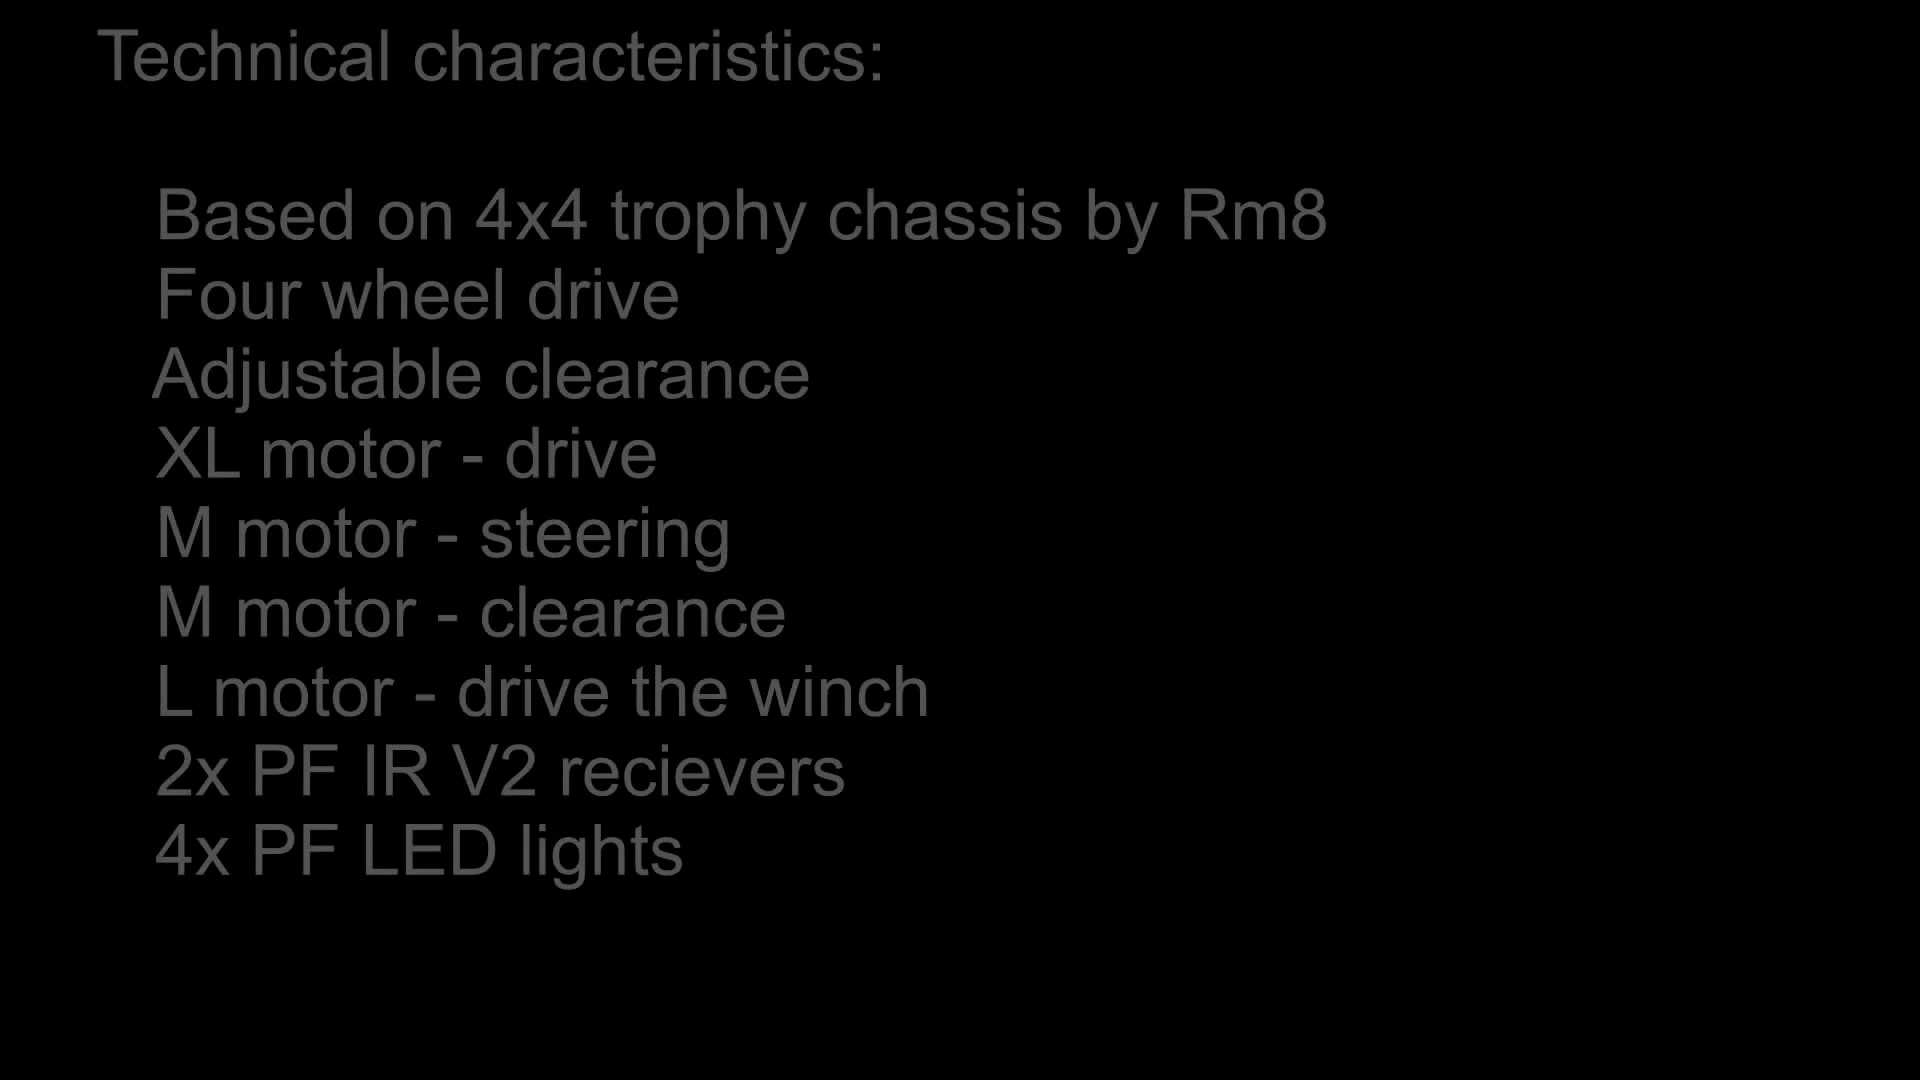 Technical characteristics:
Based on 4x4 trophy chassis by Rm8
Four wheel drive
Adjustable clearance
XL motor - drive
M motor - steering
M motor - clearance
L motor - drive the winch
2x PF IR V2 recievers
4x PF LED lights